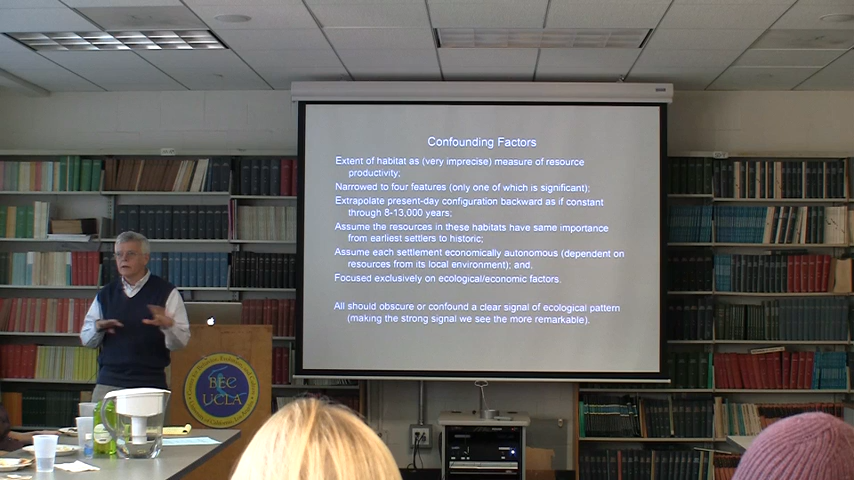 Confounding Factors
Extent of habitat as (very imprecise) measure of resource
productivity;
Narrowed to four features (only one of which is significant);
Extrapolate present-day configuration backward as if constant
through 8-13,000 years;
Assume the resources in these habitats have same importance
from earliest settlers to historic;
Assume each settlement economically autonomous (dependent on
resources from its local environment); and,
Focused exclusively on ecological/economic factors.
All should obscure or confound a clear signal of ecological pattern
(making the strong signal we see the more remarkable).
BEC
UCLA